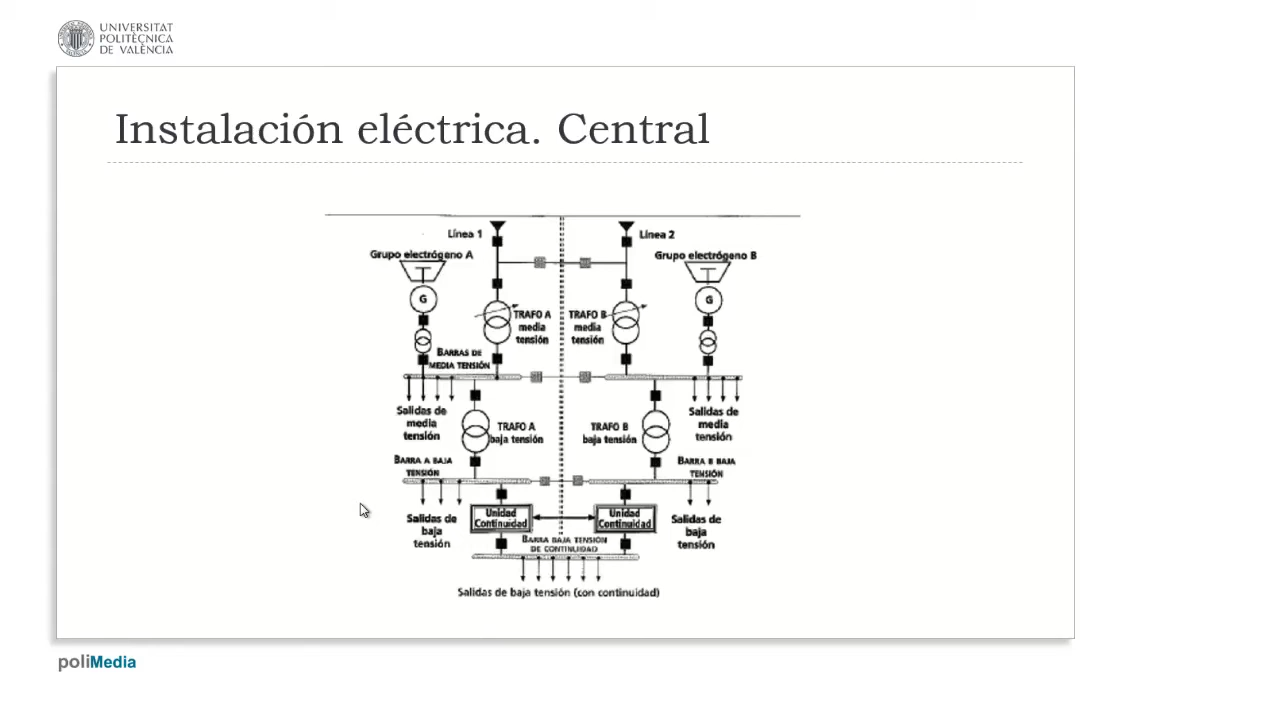 UNIVERSITAT
POLITÈCNICA
DE VALÈNCIA
Instalación eléctrica. Central
Línea 1
Línea 2
Grupo electrógeno A
Grupo electrógeno B
G
G
TRAFO A
media
tensión
TRAFO B
media
tensión
BARRAS DE
MEDIA TENSIÓN
Salidas de
media
tensión
Salidas de
media
tensión
TRAFO A
baja tensión
TRAFO B
baja tensión
BARRA A BAJA
TENSIÓN
BARRA B BAJA
TENSIÓN
Unidad
Continuidad
Unidad
Continuidad
Salidas de
baja
tensión
Salidas de
baja
tensión
BARRA BAJA TENSIÓN
DE CONTINUIDAD
Salidas de baja tensión (con continuidad)
poliMedia